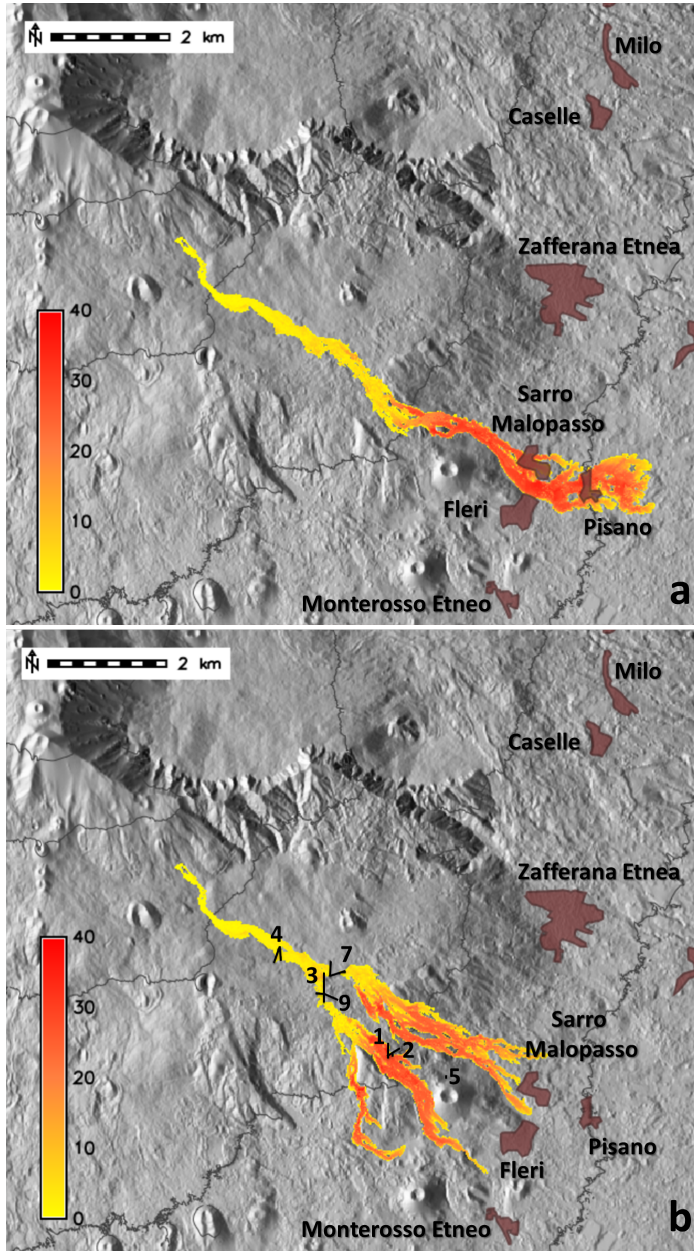 N 2 km
Milo
Caselle
Zafferana Etnea
40
30
20
10
0
Sarro
Malopasso
Fleri
Pisano
Monterosso Etneo
a
N 2 km
Milo
Caselle
Zafferana Etnea
40
30
20
10
0
4
7
3
9
1
2
5
Sarro
Malopasso
Pisano
Fleri
Monterosso Etneo
b